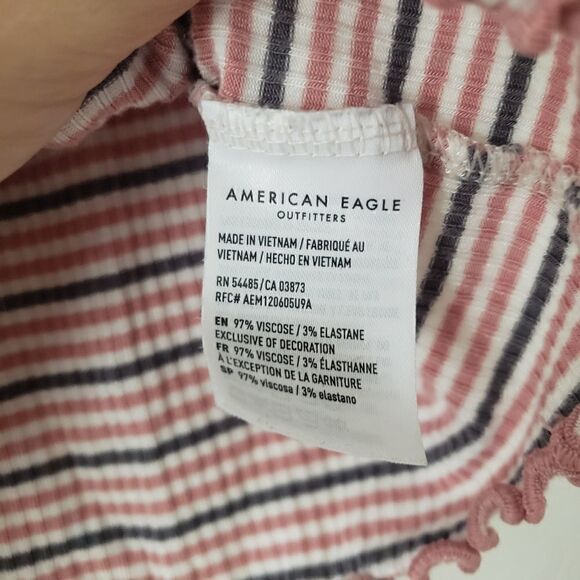 AMERICAN EAGLE
OUTFITTERS
MADE IN VIETNAM / FABRIQUÉ AU
VIETNAM / HECHO EN VIETNAM
RN 54485/CA 03873
RFC# AEM120605U9A
EN 97% VISCOSE / 3% ELASTANE
EXCLUSIVE OF DECORATION
FR 97% VISCOSE / 3% ÉLASTHANNE
À L'EXCEPTION DE LA GARNITURE
SP 97% viscosa / 3% elastano